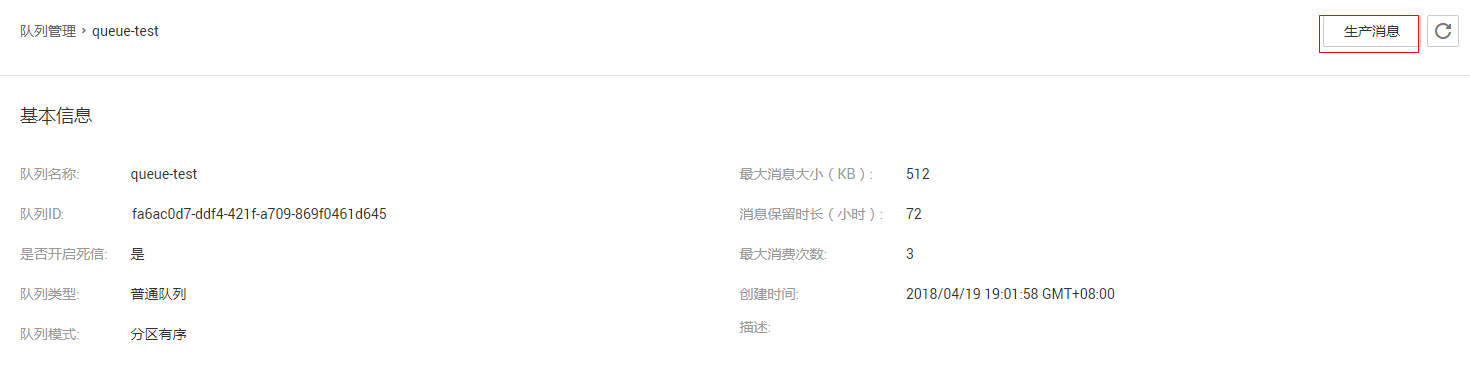 队列管理 › queue-test
生产消息
基本信息
队列名称: queue-test
最大消息大小（KB）: 512
队列ID: fa6ac0d7-ddf4-421f-a709-869f0461d645
消息保留时长（小时）: 72
是否开启死信: 是
最大消费次数: 3
队列类型: 普通队列
创建时间: 2018/04/19 19:01:58 GMT+08:00
队列模式: 分区有序
描述: